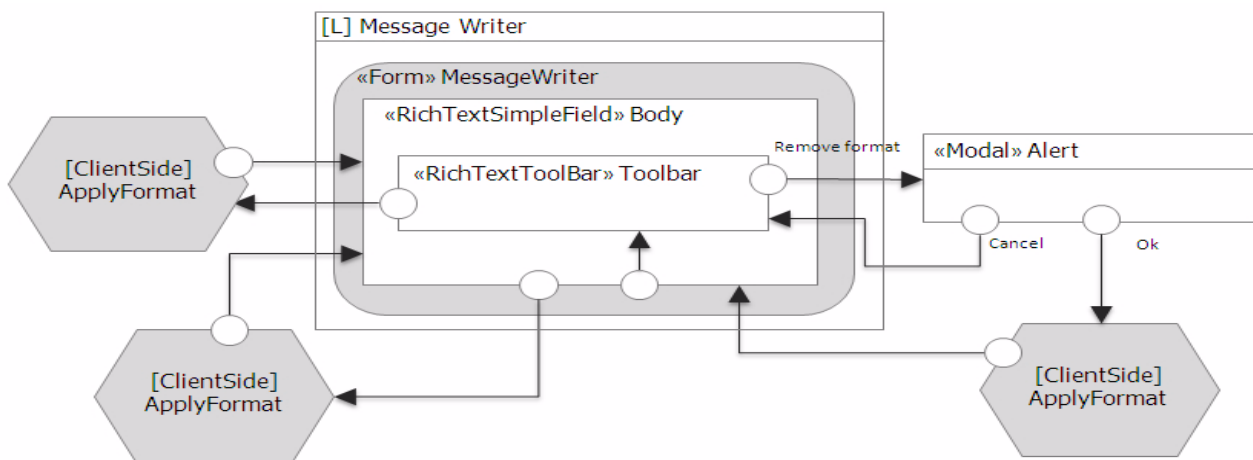 [L] Message Writer
«Form» MessageWriter
«RichTextSimpleField» Body
«RichTextToolBar» Toolbar
Remove format
«Modal» Alert
Cancel
Ok
[ClientSide]
ApplyFormat
[ClientSide]
ApplyFormat
[ClientSide]
ApplyFormat